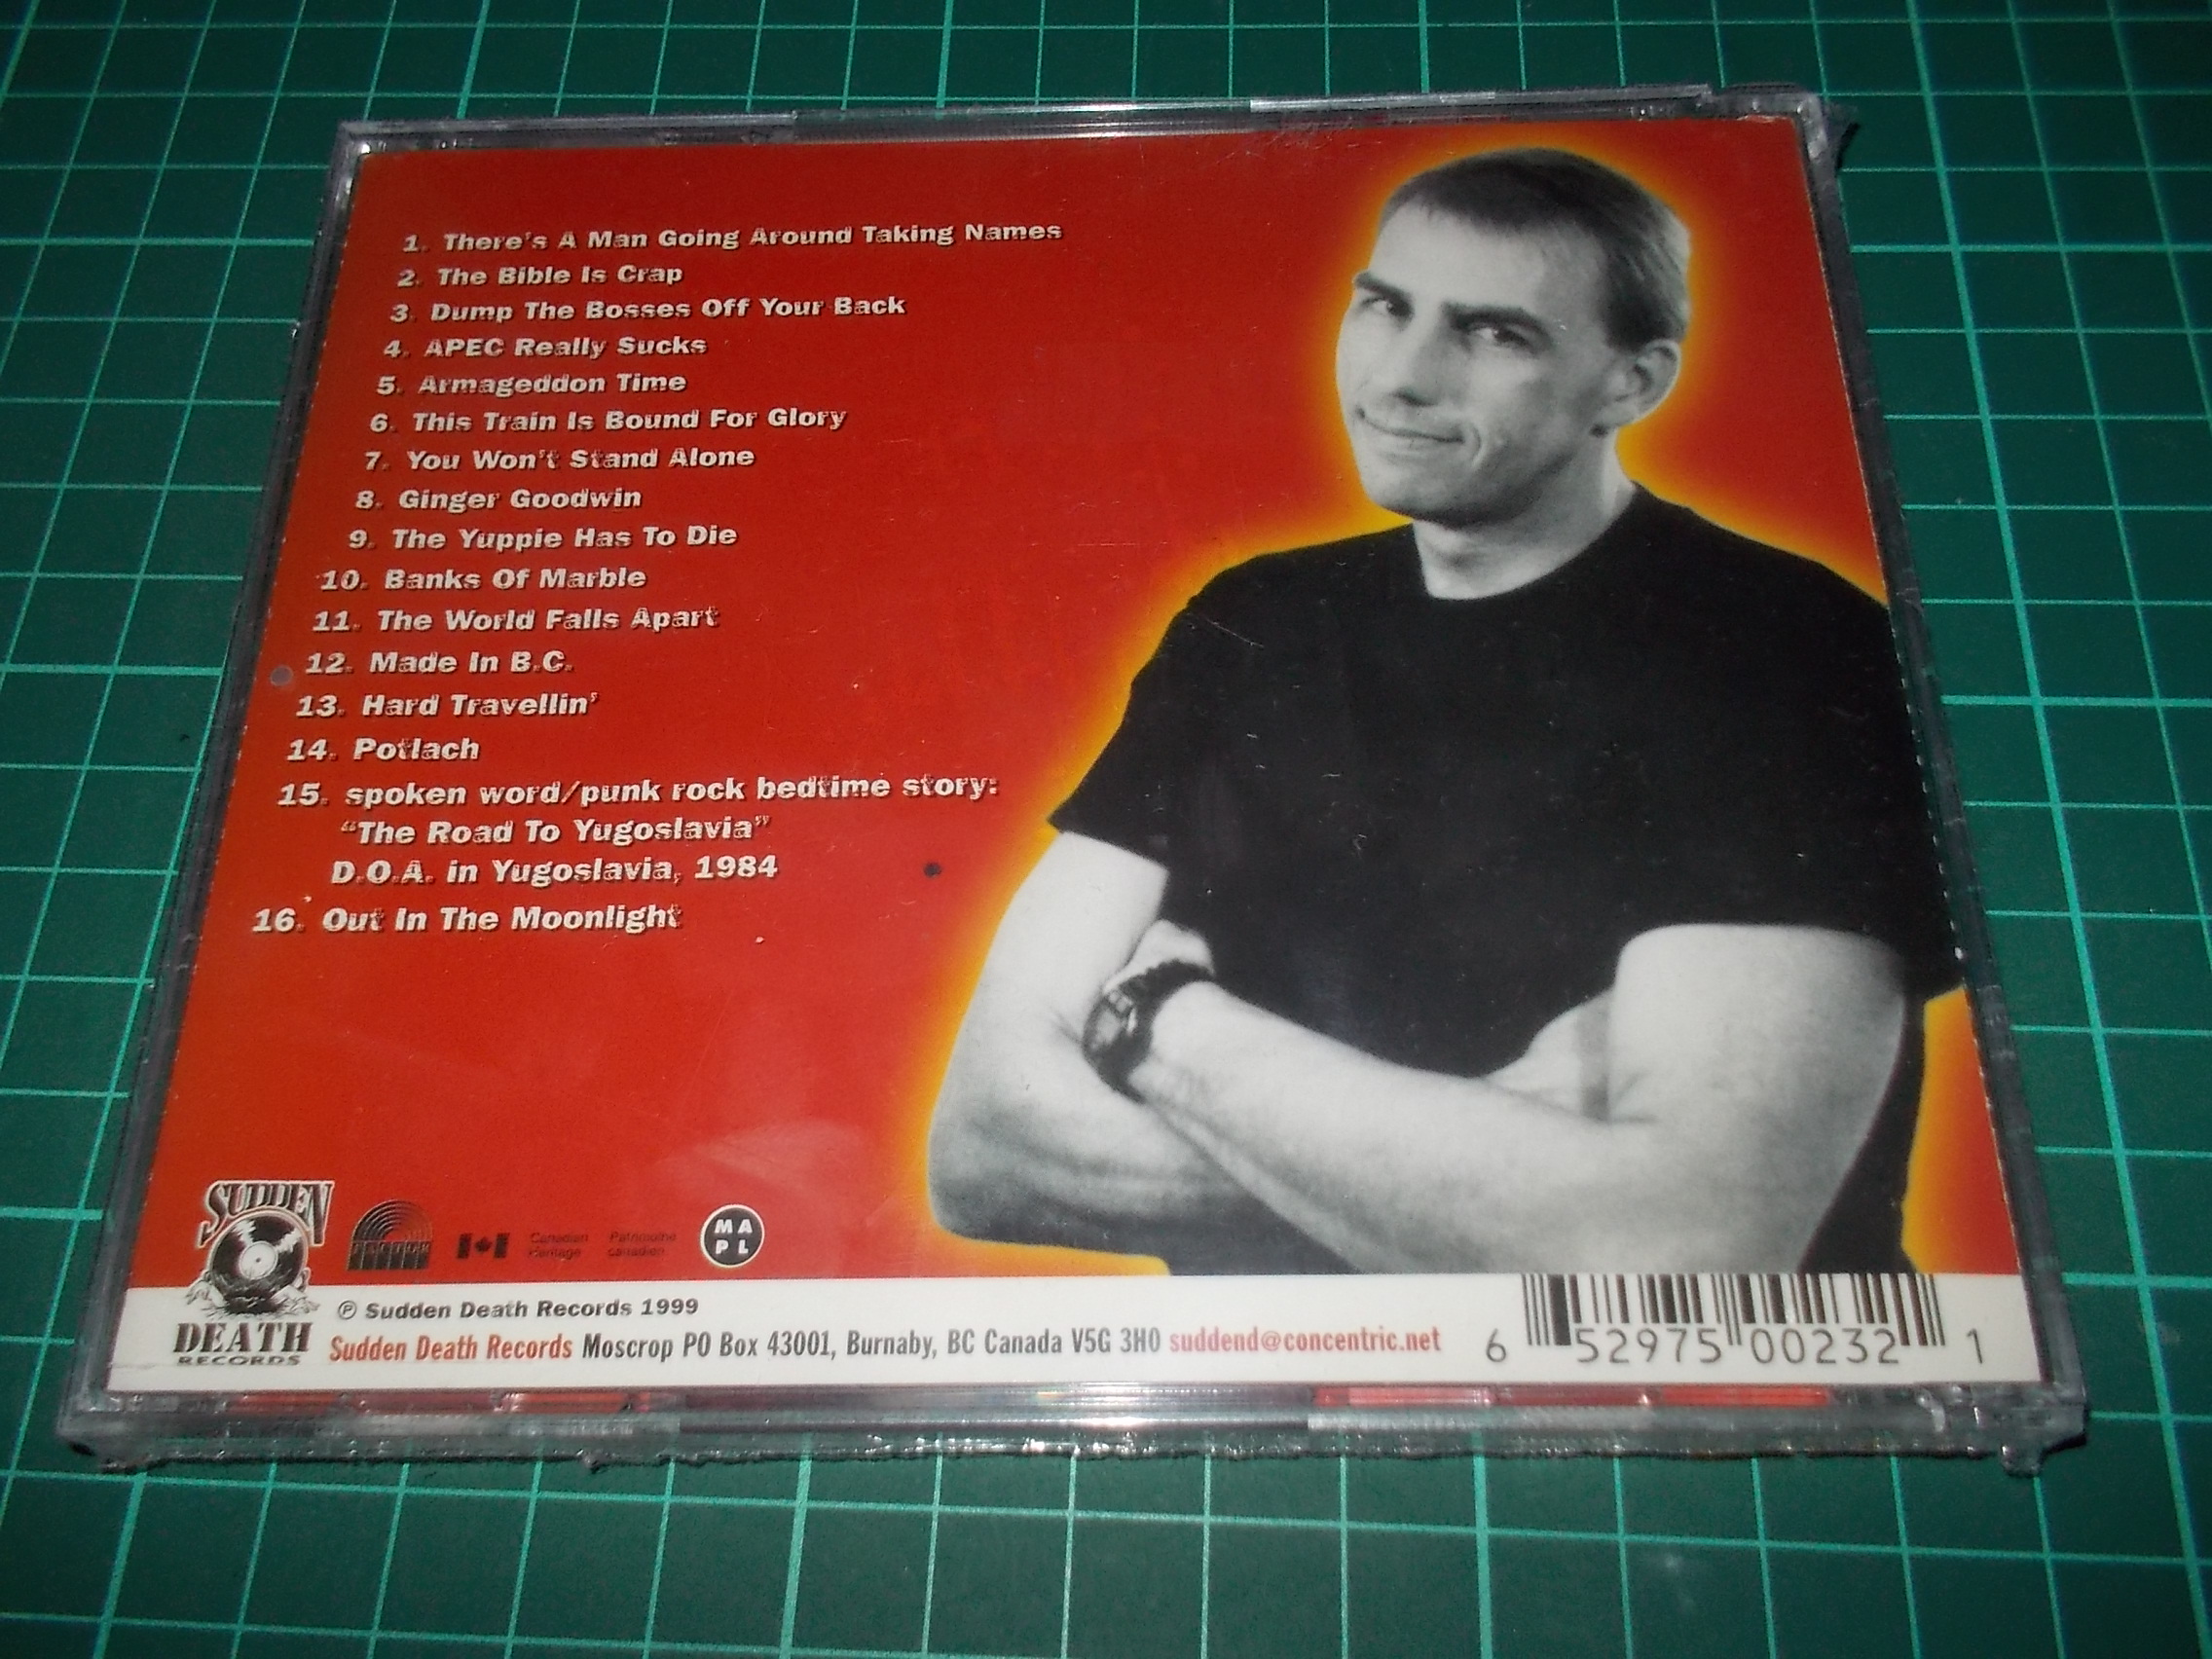 1. There's A Man Going Around Taking Names
2. The Bible Is Crap
3. Dump The Bosses Off Your Back
4. APEC Really Sucks
5. Armageddon Time
6. This Train Is Bound For Glory
7. You Won't Stand Alone
8. Ginger Goodwin
9. The Yuppie Has To Die
10. Banks Of Marble
11. The World Falls Apart
12. Made In B.C.
13. Hard Travellin'
14. Potlach
15. spoken word/punk rock bedtime story:
"The Road To Yugoslavia"
D.O.A. in Yugoslavia, 1984
16. Out In The Moonlight
SUDDEN
DEATH
RECORDS
FACTOR
Canadian Patrimoine
Heritage canadien
MA
PL
℗ Sudden Death Records 1999
Sudden Death Records Moscrop PO Box 43001, Burnaby, BC Canada V5G 3H0 suddend@concentric.net
6 52975 00232 1